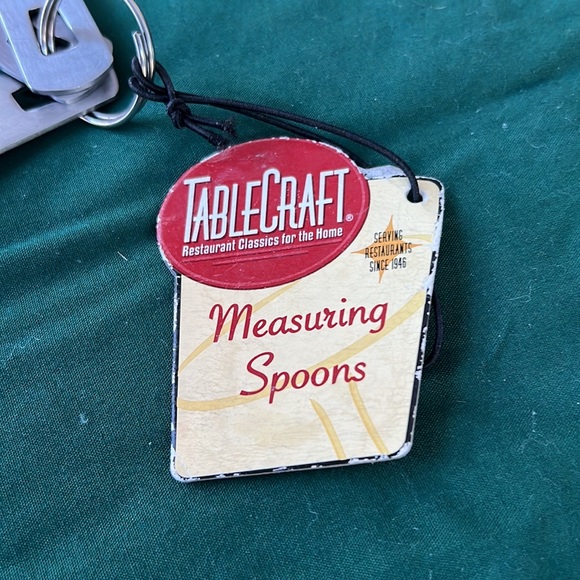 TABLECRAFT®
Restaurant Classics for the Home
SERVING
RESTAURANTS
SINCE 1946
Measuring
Spoons